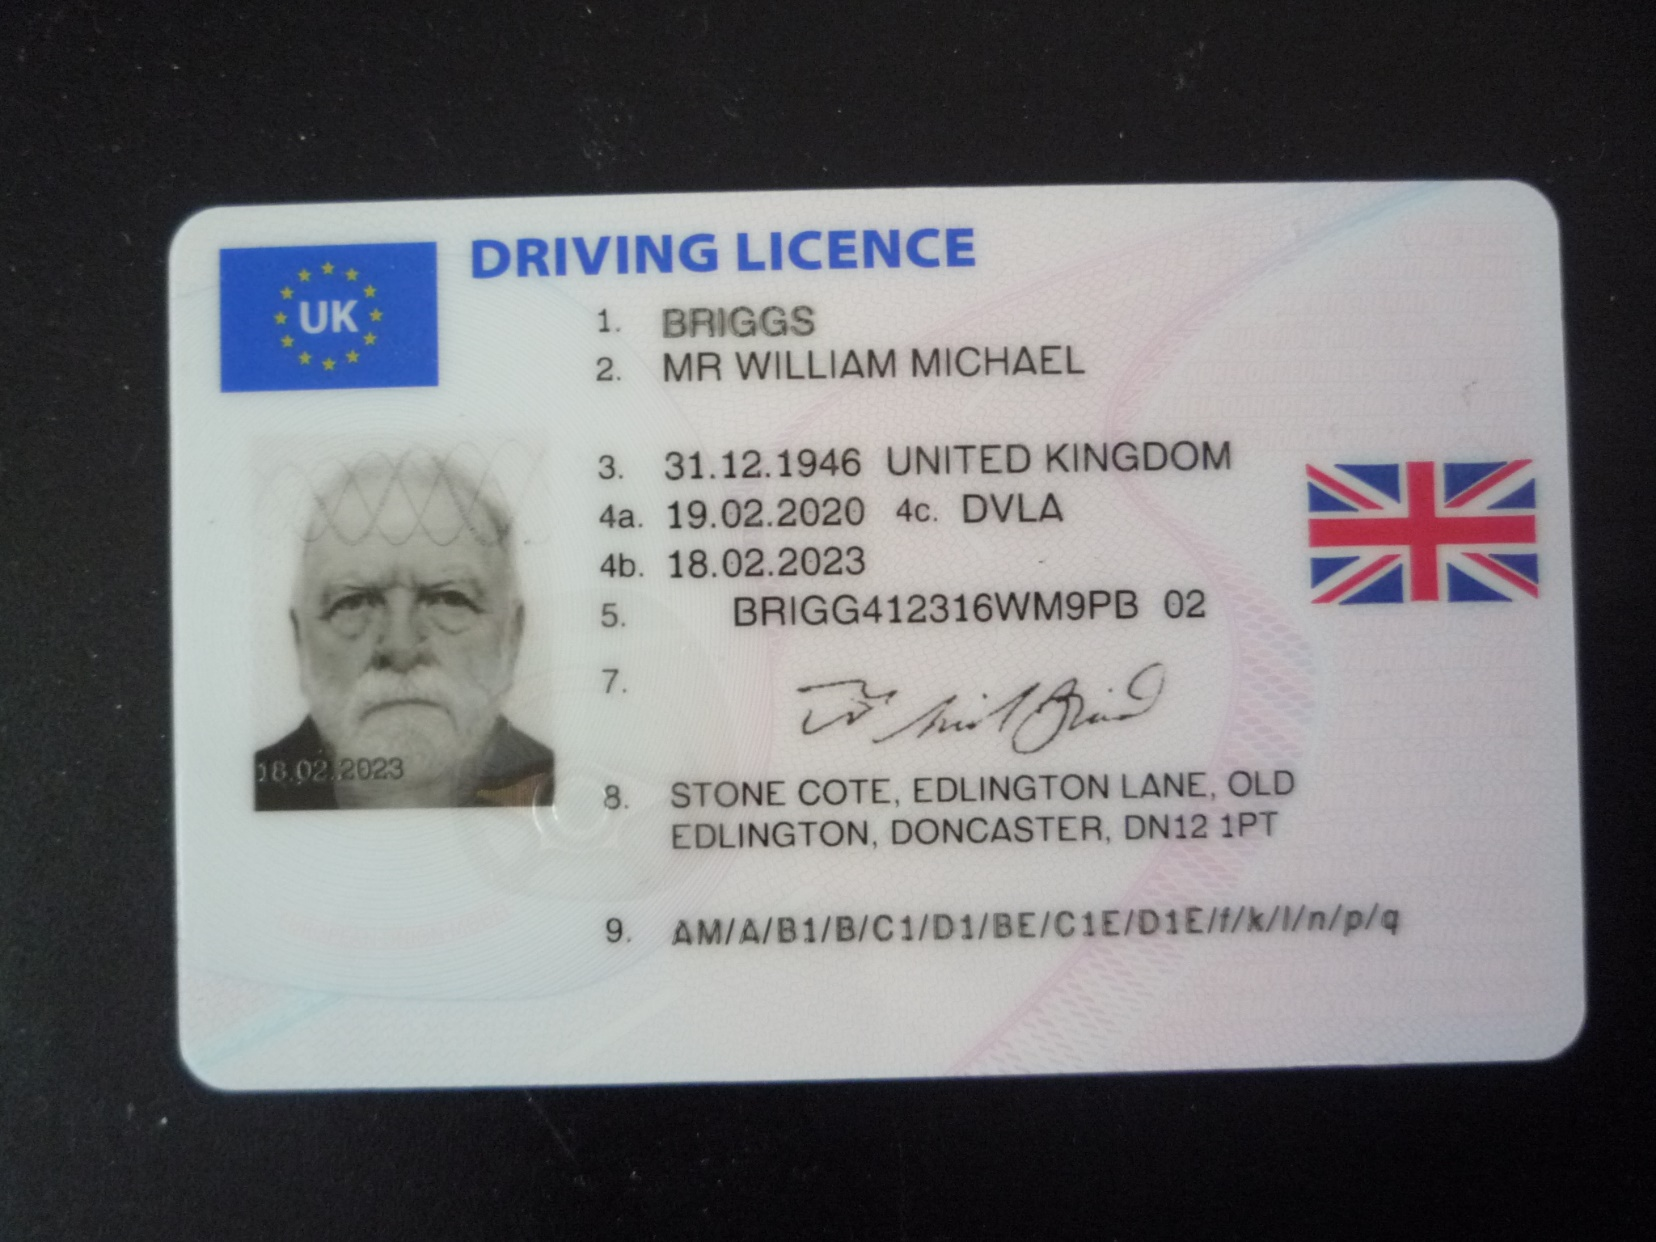 UK
DRIVING LICENCE
1. BRIGGS
2. MR WILLIAM MICHAEL
3. 31.12.1946 UNITED KINGDOM
4a. 19.02.2020 4c. DVLA
4b. 18.02.2023
5. BRIGG412316WM9PB 02
7.
18.02.2023
8. STONE COTE, EDLINGTON LANE, OLD
EDLINGTON, DONCASTER, DN12 1PT
9. AM/A/B1/B/C1/D1/BE/C1E/D1E/f/k/l/n/p/q